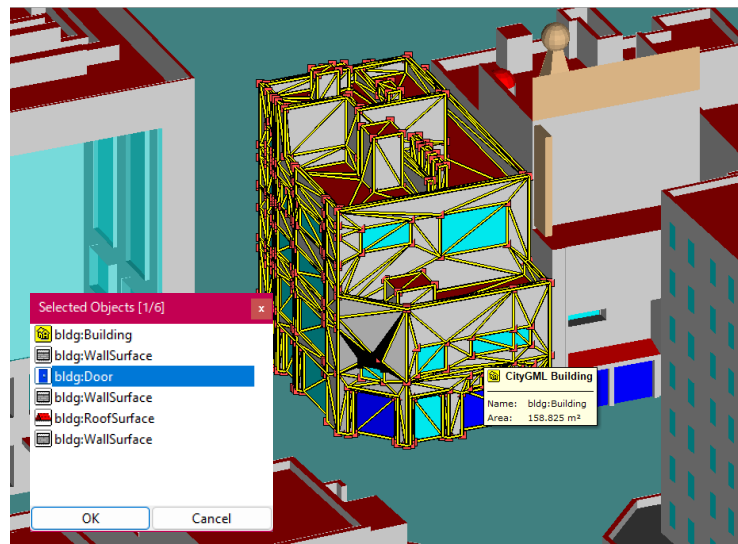 Selected Objects [1/6]
x
bldg:Building
bldg:WallSurface
bldg:Door
bldg:WallSurface
bldg:RoofSurface
bldg:WallSurface
OK Cancel
CityGML Building
Name: bldg:Building
Area: 158.825 m²